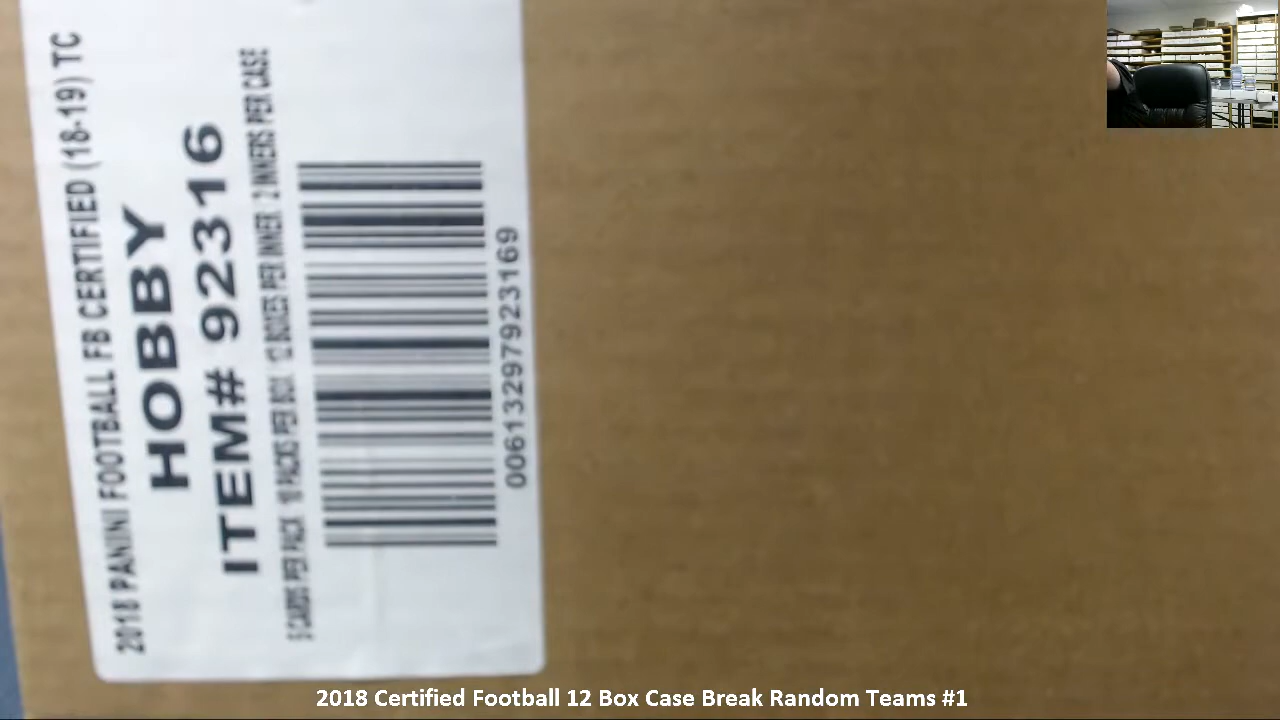 2018 PANINI FOOTBALL FB CERTIFIED (18-19) TC
HOBBY
ITEM# 92316
5 CARDS PER PACK 10 PACKS PER BOX 12 BOXES PER INNER 2 INNERS PER CASE
00613297923169
2018 Certified Football 12 Box Case Break Random Teams #1